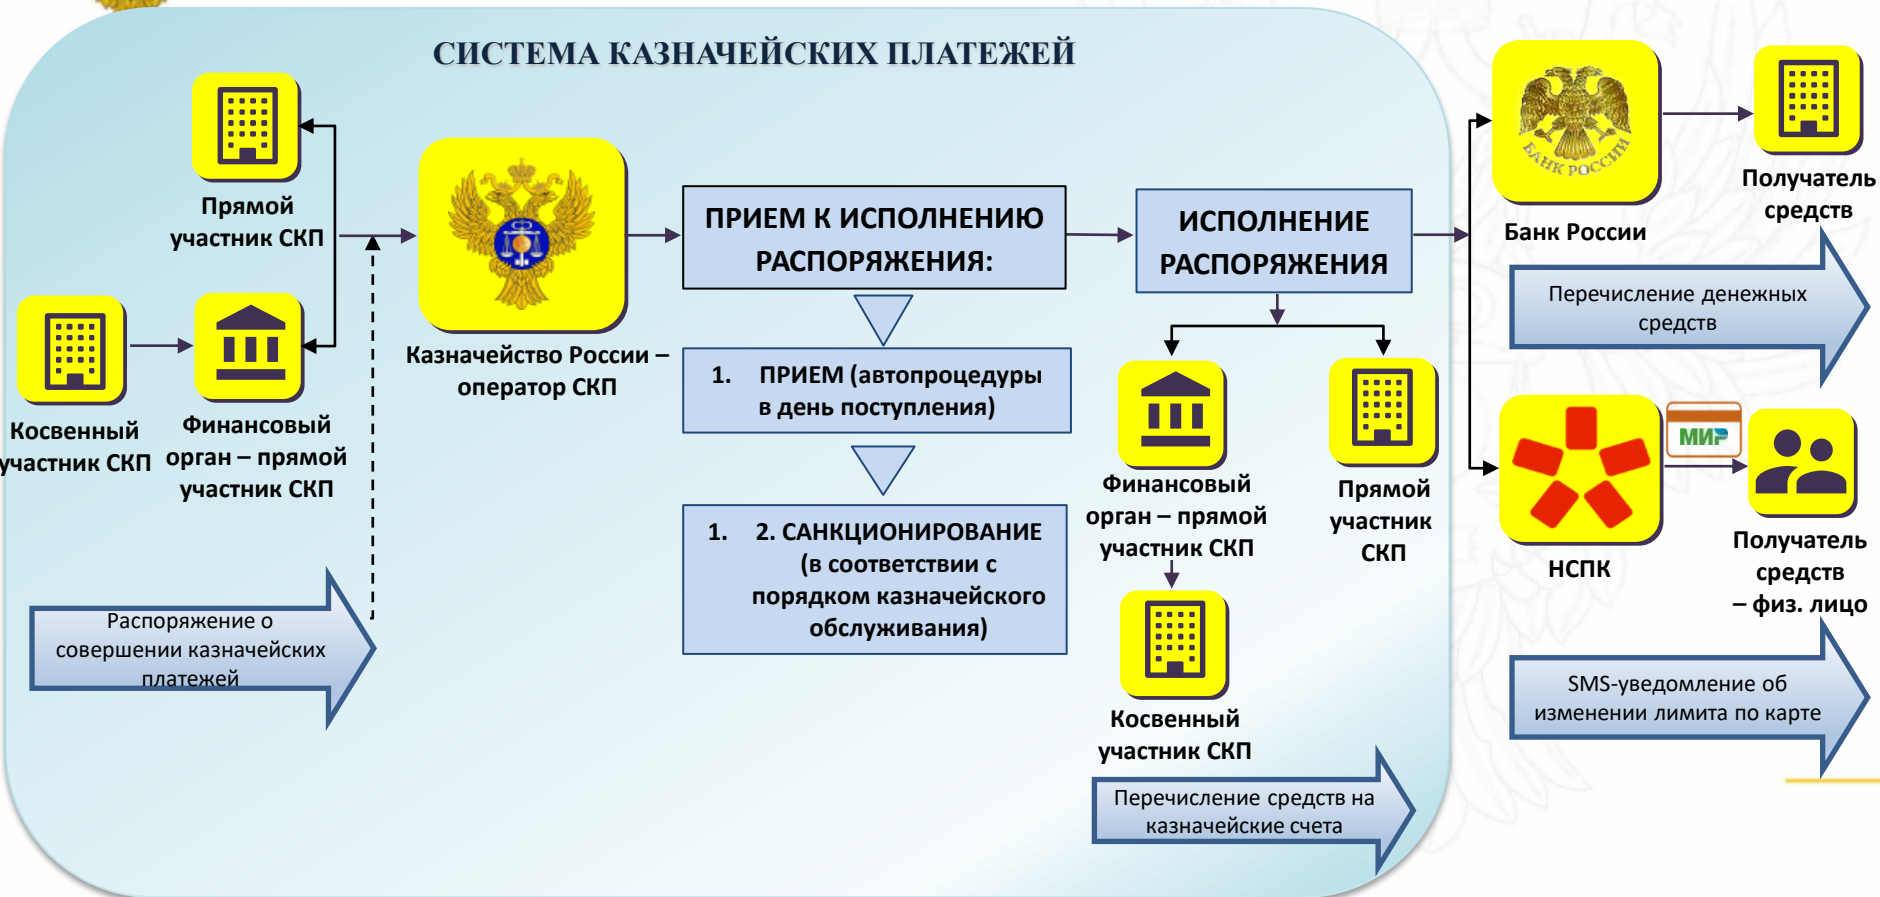 СИСТЕМА КАЗНАЧЕЙСКИХ ПЛАТЕЖЕЙ
Прямой
участник СКП
Косвенный
участник СКП
Финансовый
орган – прямой
участник СКП
Распоряжение о
совершении казначейских
платежей
Казначейство России –
оператор СКП
ПРИЕМ К ИСПОЛНЕНИЮ
РАСПОРЯЖЕНИЯ:
1. ПРИЕМ (автопроцедуры
в день поступления)
1. 2. САНКЦИОНИРОВАНИЕ
(в соответствии с
порядком казначейского
обслуживания)
ИСПОЛНЕНИЕ
РАСПОРЯЖЕНИЯ
Финансовый
орган – прямой
участник СКП
Прямой
участник
СКП
Косвенный
участник СКП
Перечисление средств на
казначейские счета
БАНК РОССИИ
Банк России
Получатель
средств
Перечисление денежных
средств
МИР
НСПК
Получатель
средств
– физ. лицо
SMS-уведомление об
изменении лимита по карте